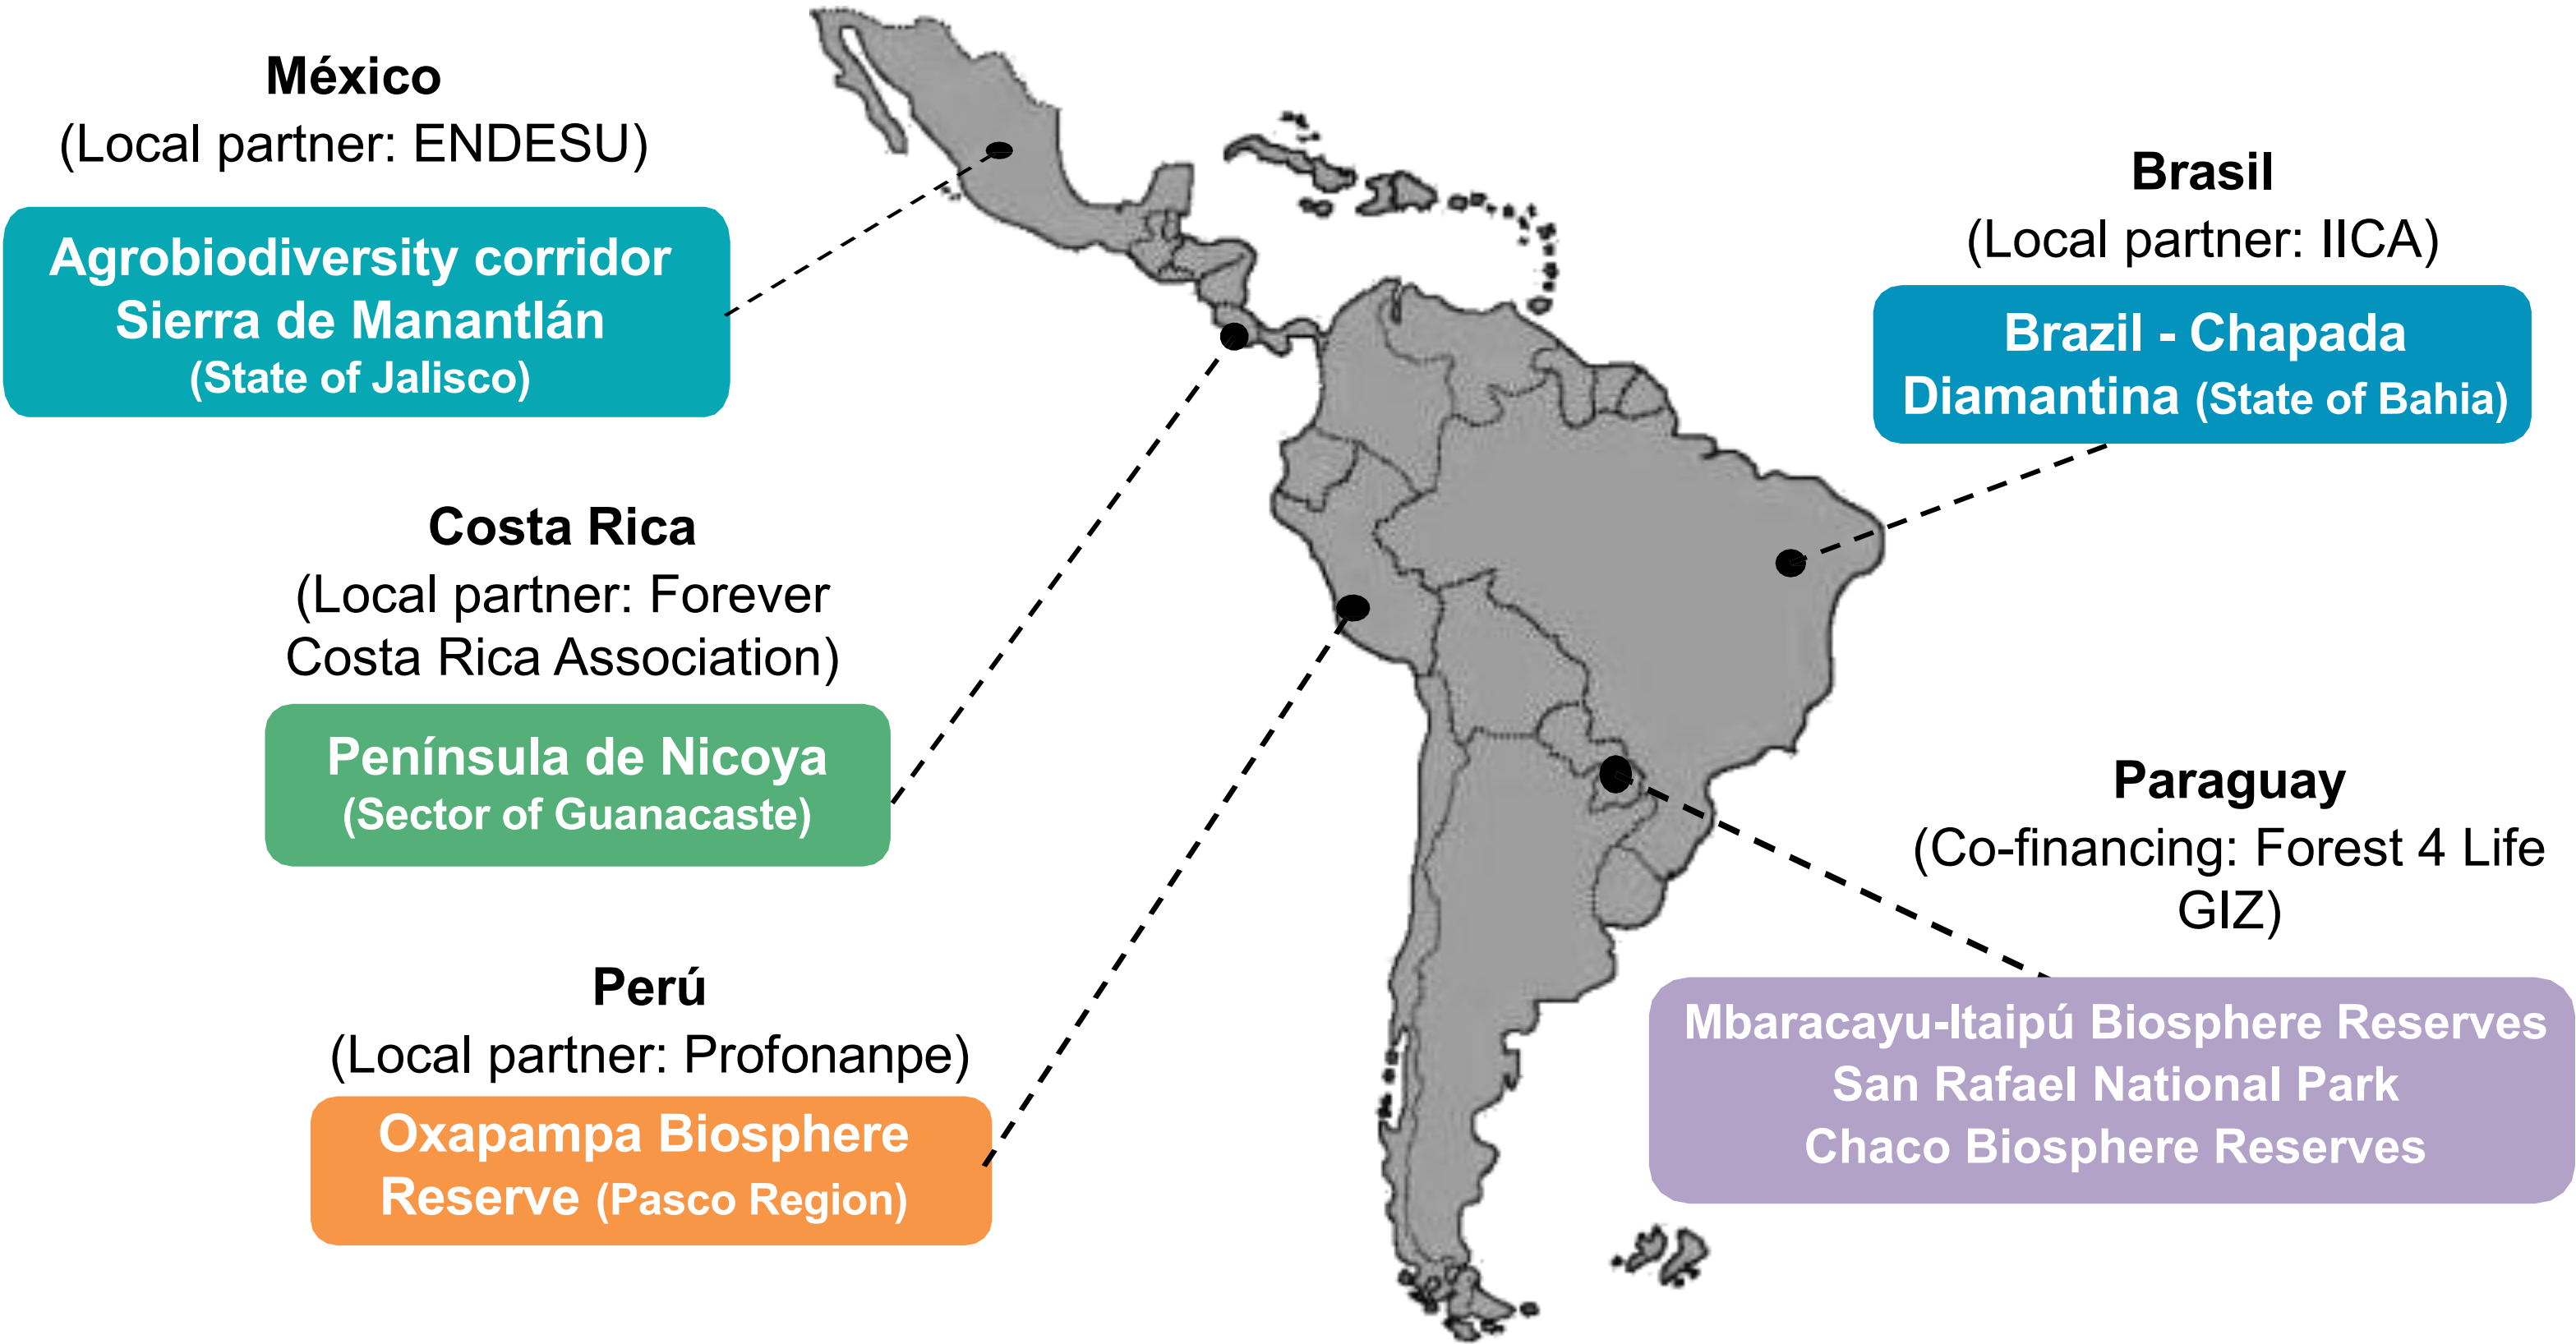 México
(Local partner: ENDESU)
Agrobiodiversity corridor
Sierra de Manantlán
(State of Jalisco)
Costa Rica
(Local partner: Forever
Costa Rica Association)
Península de Nicoya
(Sector of Guanacaste)
Perú
(Local partner: Profonanpe)
Oxapampa Biosphere
Reserve (Pasco Region)
Brasil
(Local partner: IICA)
Brazil - Chapada
Diamantina (State of Bahia)
Paraguay
(Co-financing: Forest 4 Life
GIZ)
Mbaracayu-Itaipú Biosphere Reserves
San Rafael National Park
Chaco Biosphere Reserves